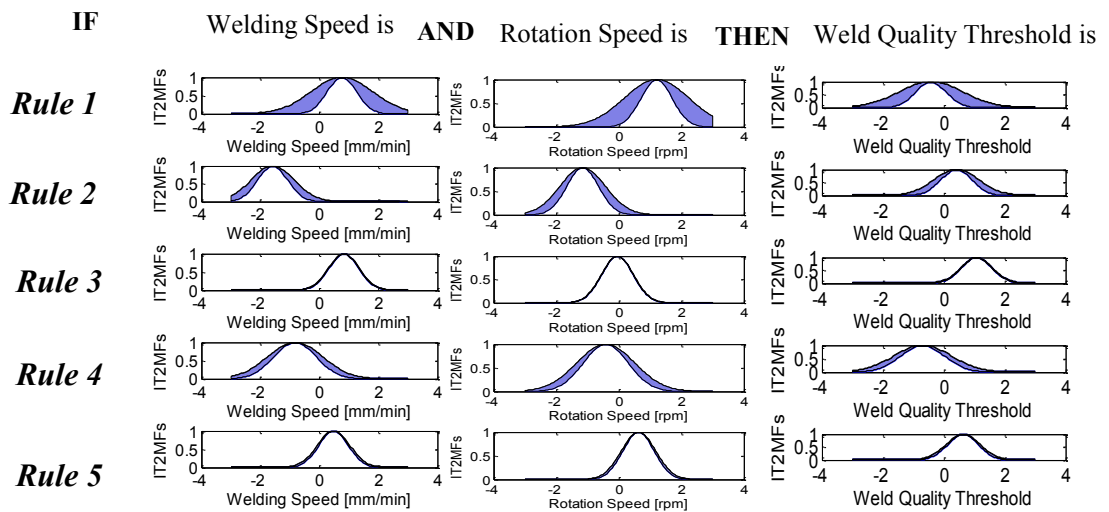 IF Welding Speed is AND Rotation Speed is THEN Weld Quality Threshold is
Rule 1
IT2MFs 1 0.5 -4 -2 0 2 4 Welding Speed [mm/min]
IT2MFs 1 0.5 0 -4 -2 0 2 4 Rotation Speed [rpm]
IT2MFs 1 0.5 0 -4 -2 0 2 4 Weld Quality Threshold
Rule 2
IT2MFs 1 0.5 -4 -2 0 2 4 Welding Speed [mm/min]
IT2MFs 1 0.5 0 -4 -2 0 2 4 Rotation Speed [rpm]
IT2MFs 1 0.5 0 -4 -2 0 2 4 Weld Quality Threshold
Rule 3
IT2MFs 1 0.5 -4 -2 0 2 4 Welding Speed [mm/min]
IT2MFs 1 0.5 0 -4 -2 0 2 4 Rotation Speed [rpm]
IT2MFs 1 0.5 0 -4 -2 0 2 4 Weld Quality Threshold
Rule 4
IT2MFs 1 0.5 -4 -2 0 2 4 Welding Speed [mm/min]
IT2MFs 1 0.5 0 -4 -2 0 2 4 Rotation Speed [rpm]
IT2MFs 1 0.5 0 -4 -2 0 2 4 Weld Quality Threshold
Rule 5
IT2MFs 1 0.5 -4 -2 0 2 4 Welding Speed [mm/min]
IT2MFs 1 0.5 0 -4 -2 0 2 4 Rotation Speed [rpm]
IT2MFs 1 0.5 0 -4 -2 0 2 4 Weld Quality Threshold